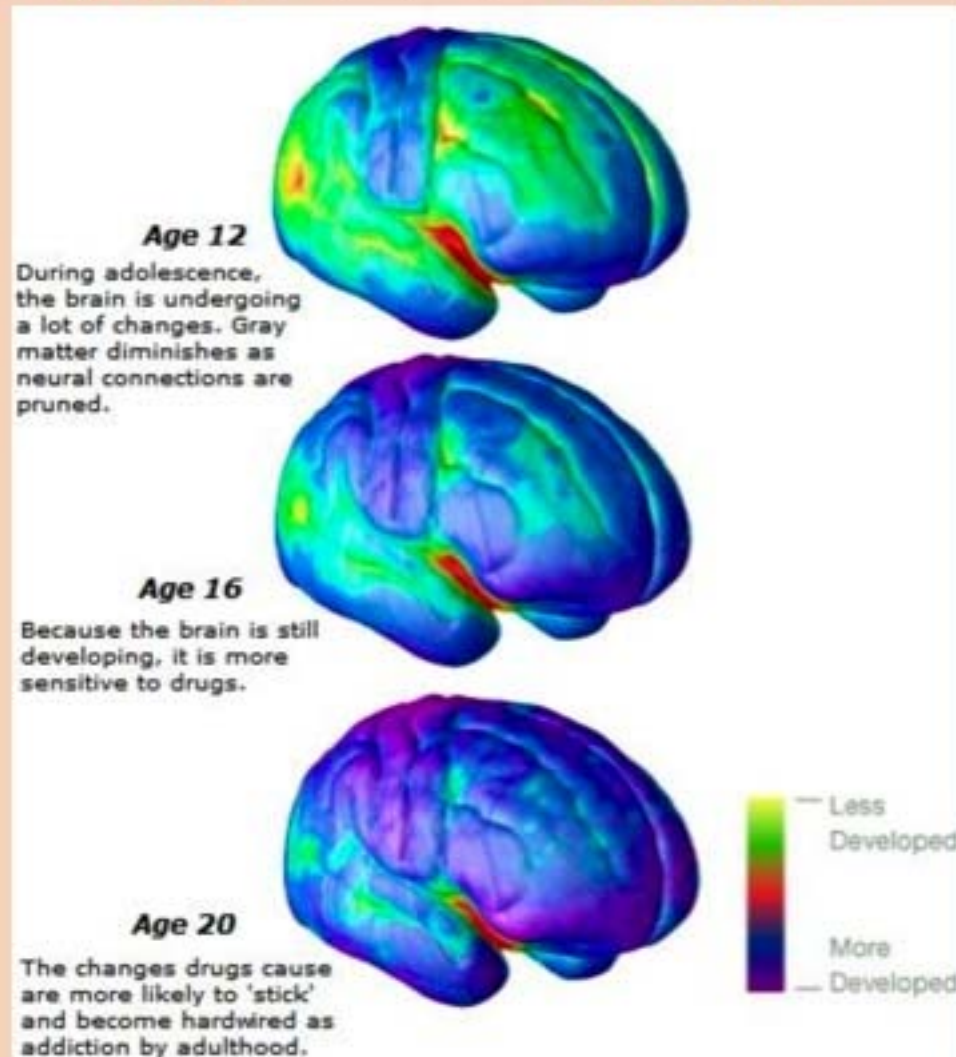 Age 12
During adolescence,
the brain is undergoing
a lot of changes. Gray
matter diminishes as
neural connections are
pruned.
Age 16
Because the brain is still
developing, it is more
sensitive to drugs.
Age 20
The changes drugs cause
are more likely to 'stick'
and become hardwired as
addiction by adulthood.
Less
Developed
More
Developed